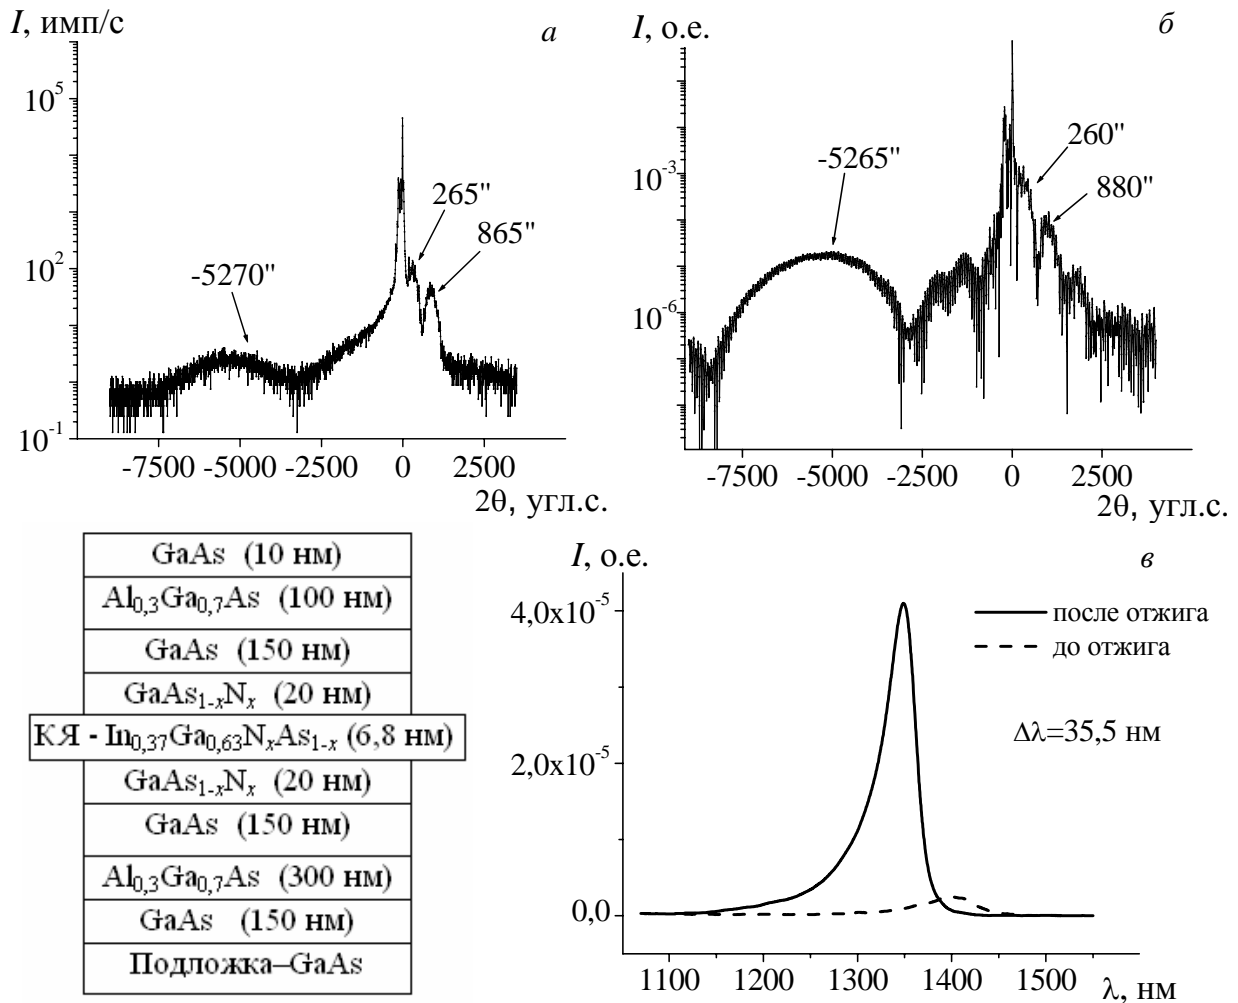 I, имп/с
а
10⁵
10²
10⁻¹
-5270"
265"
865"
-7500 -5000 -2500 0 2500
2θ, угл.с.
I, о.е.
б
10⁻³
10⁻⁶
-5265"
260"
880"
-7500 -5000 -2500 0 2500
2θ, угл.с.
GaAs (10 нм)
Al₀,₃Ga₀,₇As (100 нм)
GaAs (150 нм)
GaAs₁₋ₓNₓ (20 нм)
КЯ - In₀,₃₇Ga₀,₆₃NₓAs₁₋ₓ (6,8 нм)
GaAs₁₋ₓNₓ (20 нм)
GaAs (150 нм)
Al₀,₃Ga₀,₇As (300 нм)
GaAs (150 нм)
Подложка–GaAs
I, о.е.
в
4,0x10⁻⁵
2,0x10⁻⁵
0,0
после отжига
до отжига
Δλ=35,5 нм
1100 1200 1300 1400 1500
λ, нм